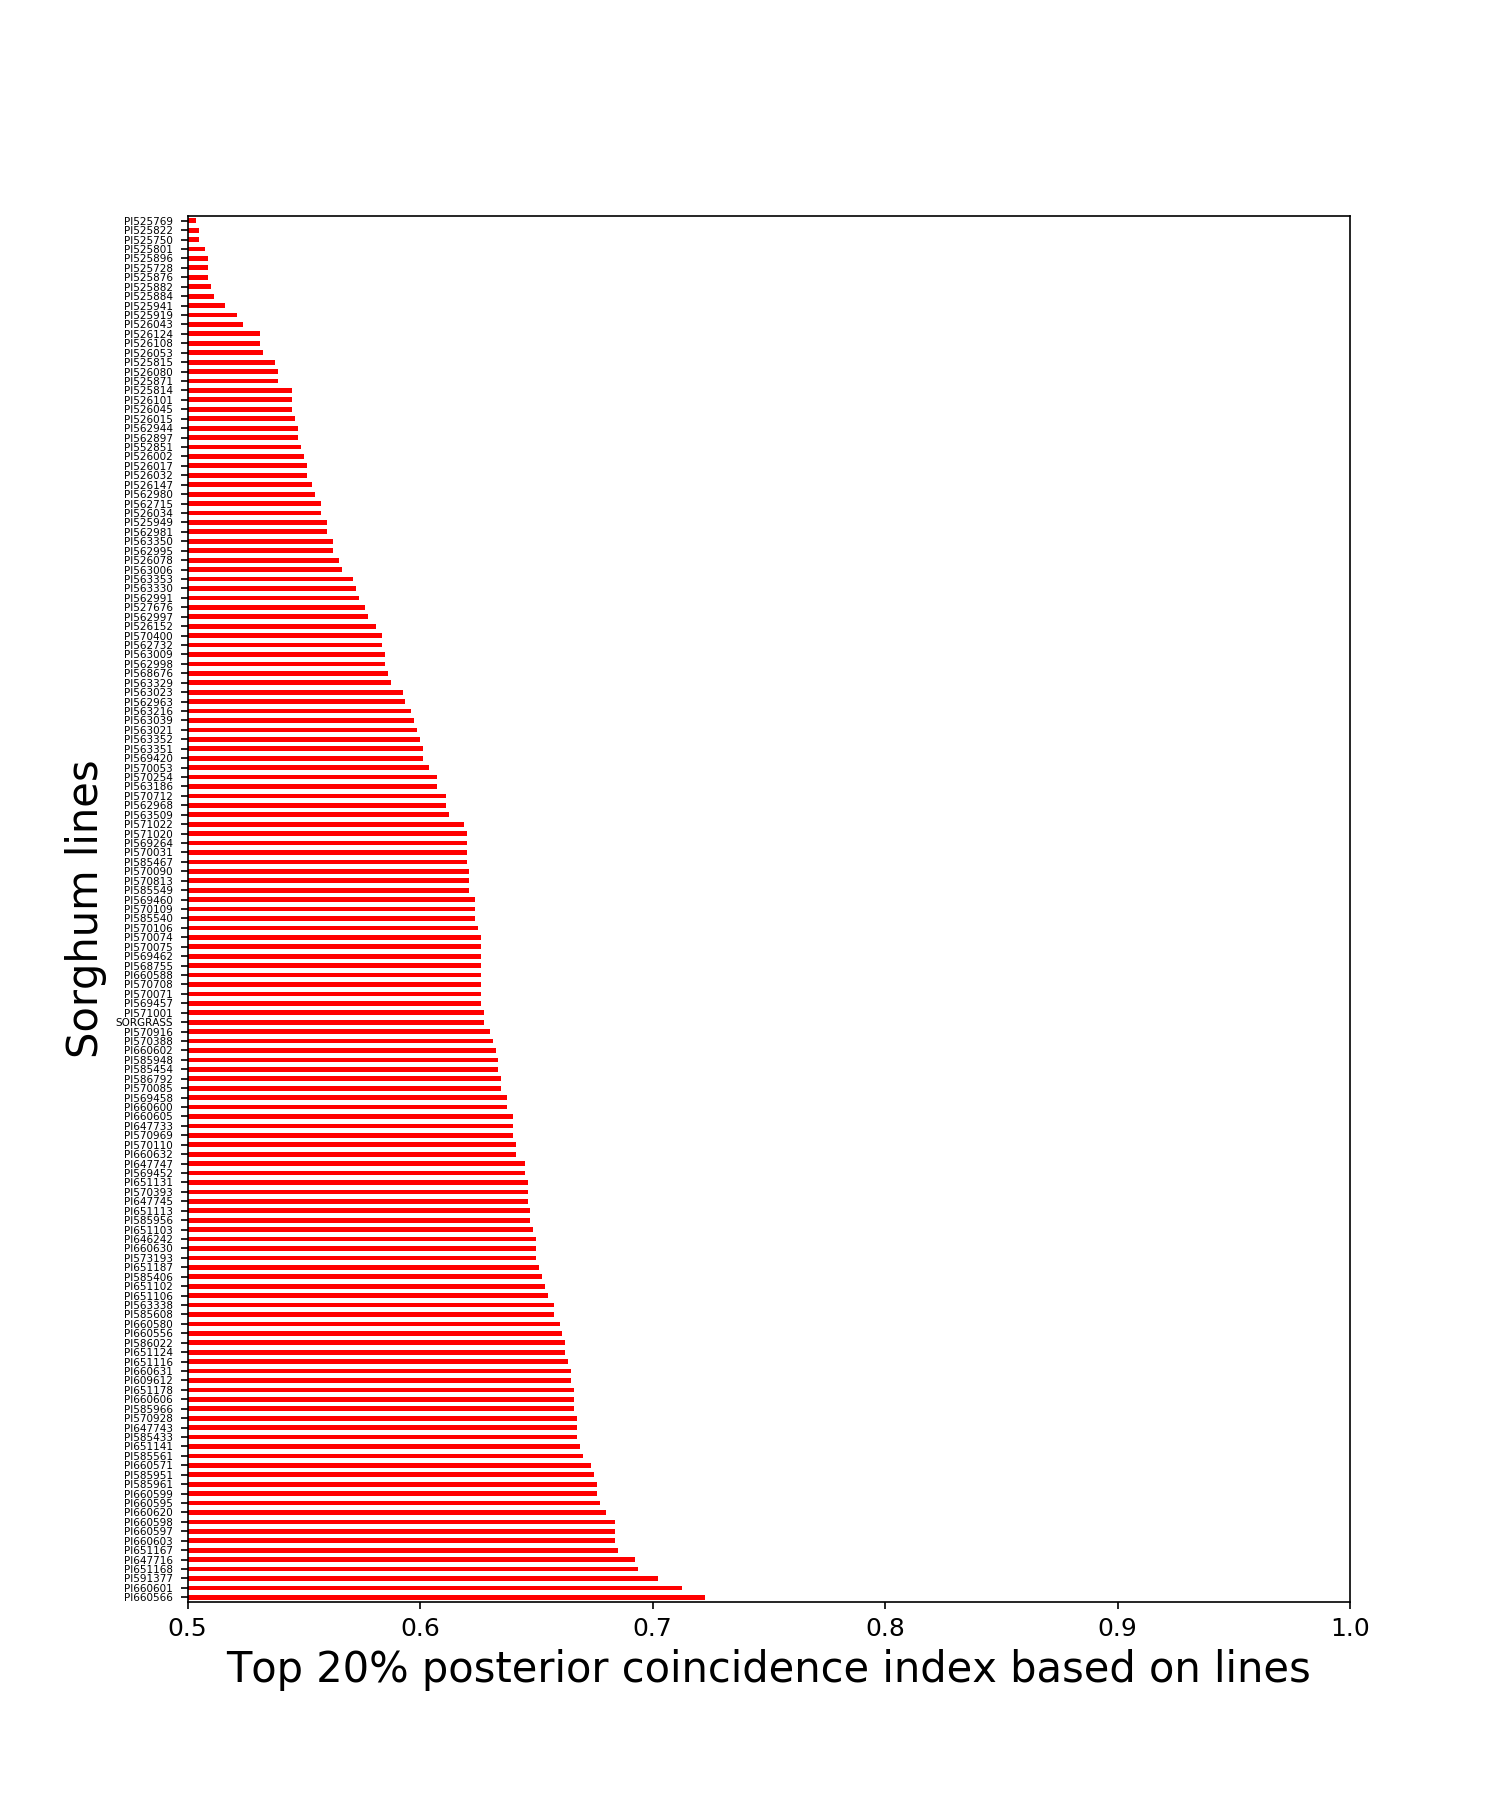 PI525769
PI525822
PI525750
PI525801
PI525896
PI525728
PI525876
PI525882
PI525884
PI525941
PI525919
PI526043
PI526124
PI526108
PI526053
PI525815
PI526080
PI525871
PI525814
PI526101
PI526045
PI526015
PI562944
PI562897
PI552851
PI526002
PI526017
PI526032
PI526147
PI562980
PI562715
PI526034
PI525949
PI562981
PI563350
PI562995
PI526078
PI563006
PI563353
PI563330
PI562991
PI527676
PI562997
PI526152
PI570400
PI562732
PI563009
PI562998
PI568676
PI563329
PI563023
PI562963
PI563216
PI563039
PI563021
PI563352
PI563351
PI569420
PI570053
PI570254
PI563186
PI570712
PI562968
PI563509
PI571022
PI571020
PI569264
PI570031
PI585467
PI570090
PI570813
PI585549
PI569460
PI570109
PI585540
PI570106
PI570074
PI570075
PI569462
PI568755
PI660588
PI570708
PI570071
PI569457
PI571001
SORGRASS
PI570916
PI570388
PI660602
PI585948
PI585454
PI586792
PI570085
PI569458
PI660600
PI660605
PI647733
PI570969
PI570110
PI660632
PI647747
PI569452
PI651131
PI570393
PI647745
PI651113
PI585956
PI651103
PI646242
PI660630
PI573193
PI651187
PI585406
PI651102
PI651106
PI563338
PI585608
PI660580
PI660556
PI586022
PI651124
PI651116
PI660631
PI609612
PI651178
PI660606
PI585966
PI570928
PI647743
PI585433
PI651141
PI585561
PI660571
PI585951
PI585961
PI660599
PI660595
PI660620
PI660598
PI660597
PI660603
PI651167
PI647716
PI651168
PI591377
PI660601
PI660566
Sorghum lines
0.5 0.6 0.7 0.8 0.9 1.0
Top 20% posterior coincidence index based on lines